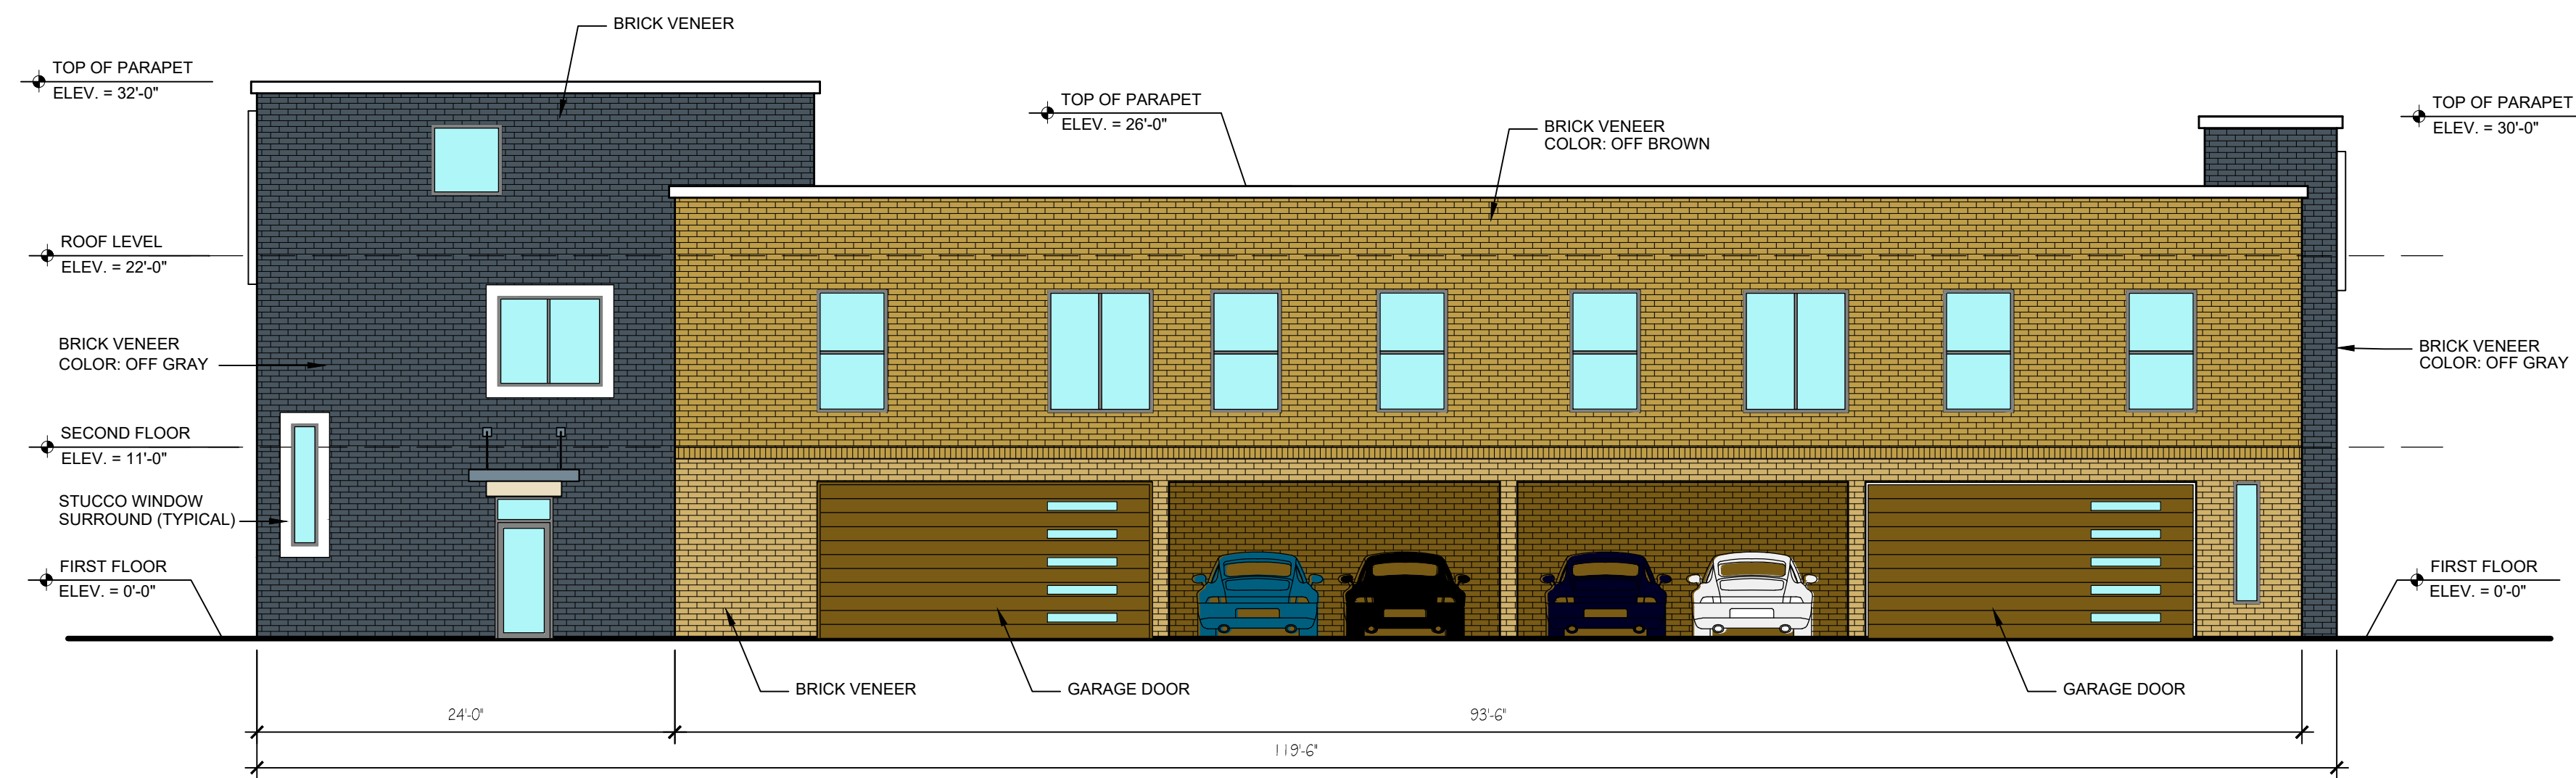 BRICK VENEER
TOP OF PARAPET
ELEV. = 32'-0"
TOP OF PARAPET
ELEV. = 26'-0"
BRICK VENEER
COLOR: OFF BROWN
TOP OF PARAPET
ELEV. = 30'-0"
ROOF LEVEL
ELEV. = 22'-0"
BRICK VENEER
COLOR: OFF GRAY
BRICK VENEER
COLOR: OFF GRAY
SECOND FLOOR
ELEV. = 11'-0"
STUCCO WINDOW
SURROUND (TYPICAL)
FIRST FLOOR
ELEV. = 0'-0"
FIRST FLOOR
ELEV. = 0'-0"
BRICK VENEER
GARAGE DOOR
GARAGE DOOR
24'-0"
93'-6"
119'-6"